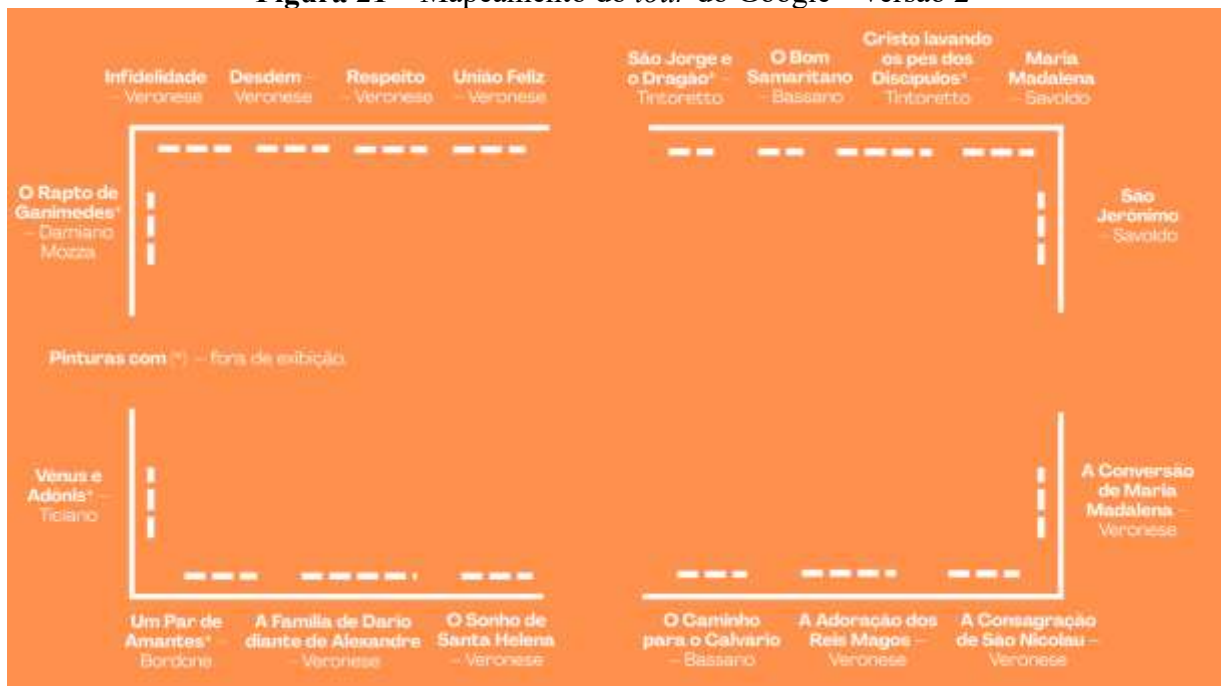 Figura 21 – Mapeamento do tour do Google – versão 2
Infidelidade
– Veronese
Desdém –
Veronese
Respeito
– Veronese
União Feliz
– Veronese
São Jorge e
o Dragão* –
Tintoretto
O Bom
Samaritano
– Bassano
Cristo lavando
os pés dos
Discípulos* –
Tintoretto
Maria
Madalena
– Savoldo
O Rapto de
Ganimedes*
– Damiano
Mozza
São
Jerônimo
– Savoldo
Pinturas com (*) – fora de exibição.
Vênus e
Adônis* –
Ticiano
A Conversão
de Maria
Madalena –
Veronese
Um Par de
Amantes* –
Bordone
A Família de Dario
diante de Alexandre
– Veronese
O Sonho de
Santa Helena
– Veronese
O Caminho
para o Calvário
– Bassano
A Adoração dos
Reis Magos –
Veronese
A Consagração
de São Nicolau –
Veronese